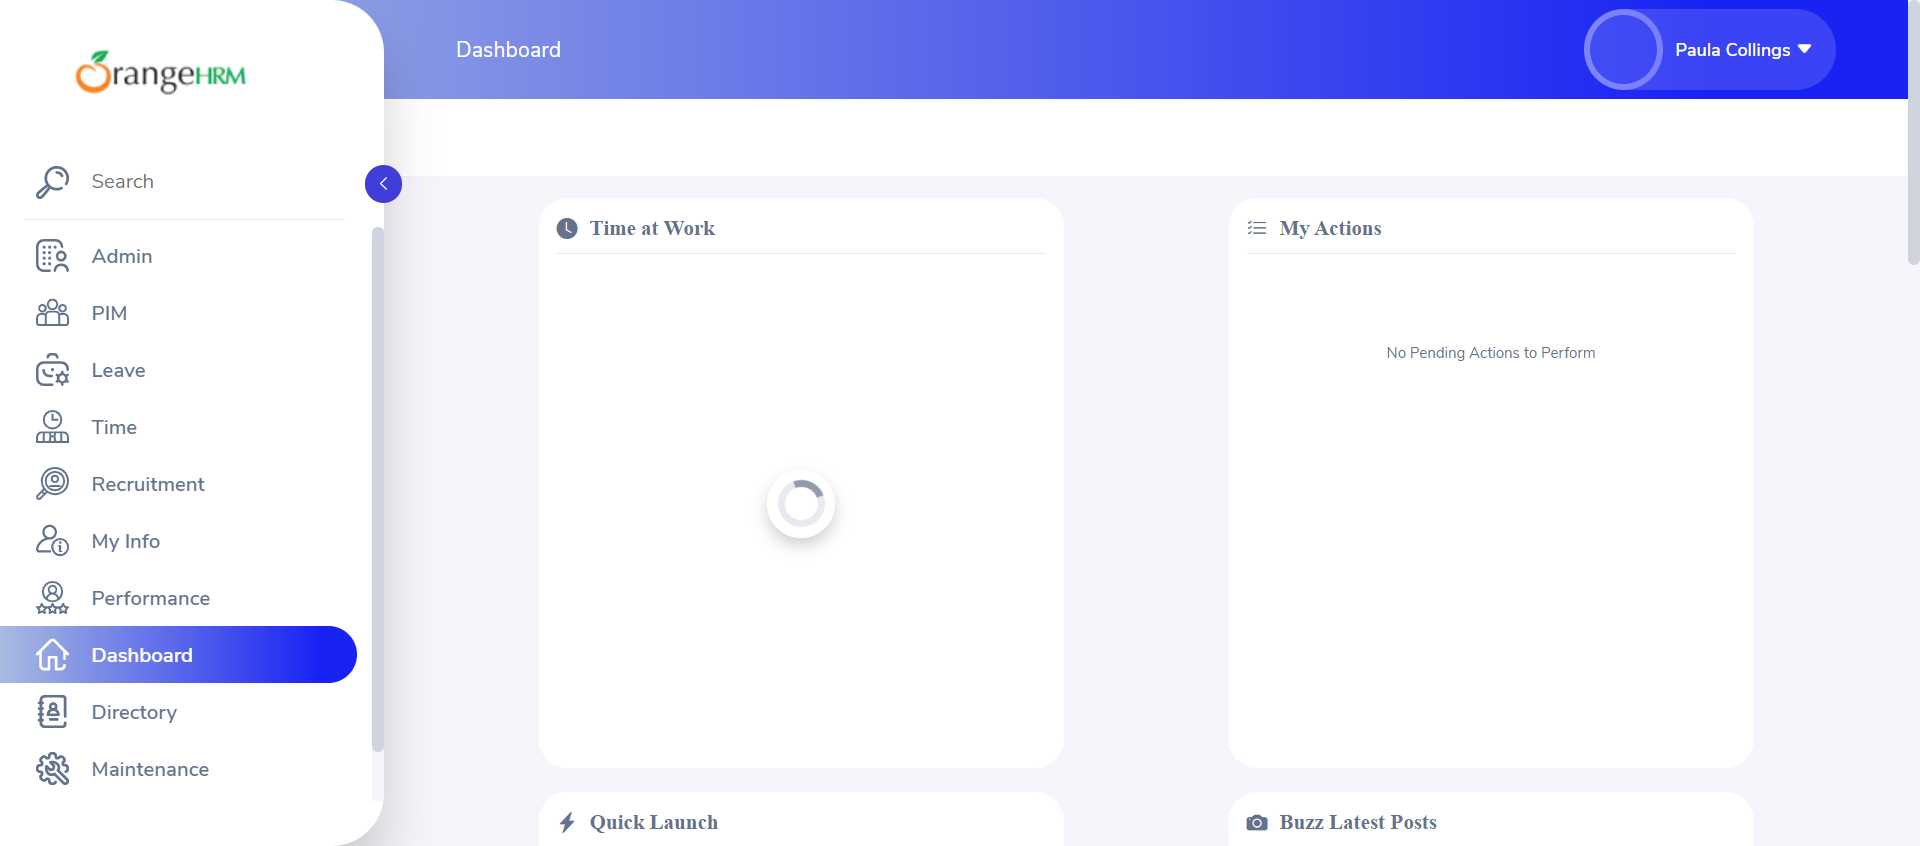 OrangeHRM
Dashboard
Paula Collings
Search
Admin
PIM
Leave
Time
Recruitment
My Info
Performance
Dashboard
Directory
Maintenance
Time at Work
My Actions
No Pending Actions to Perform
Quick Launch
Buzz Latest Posts